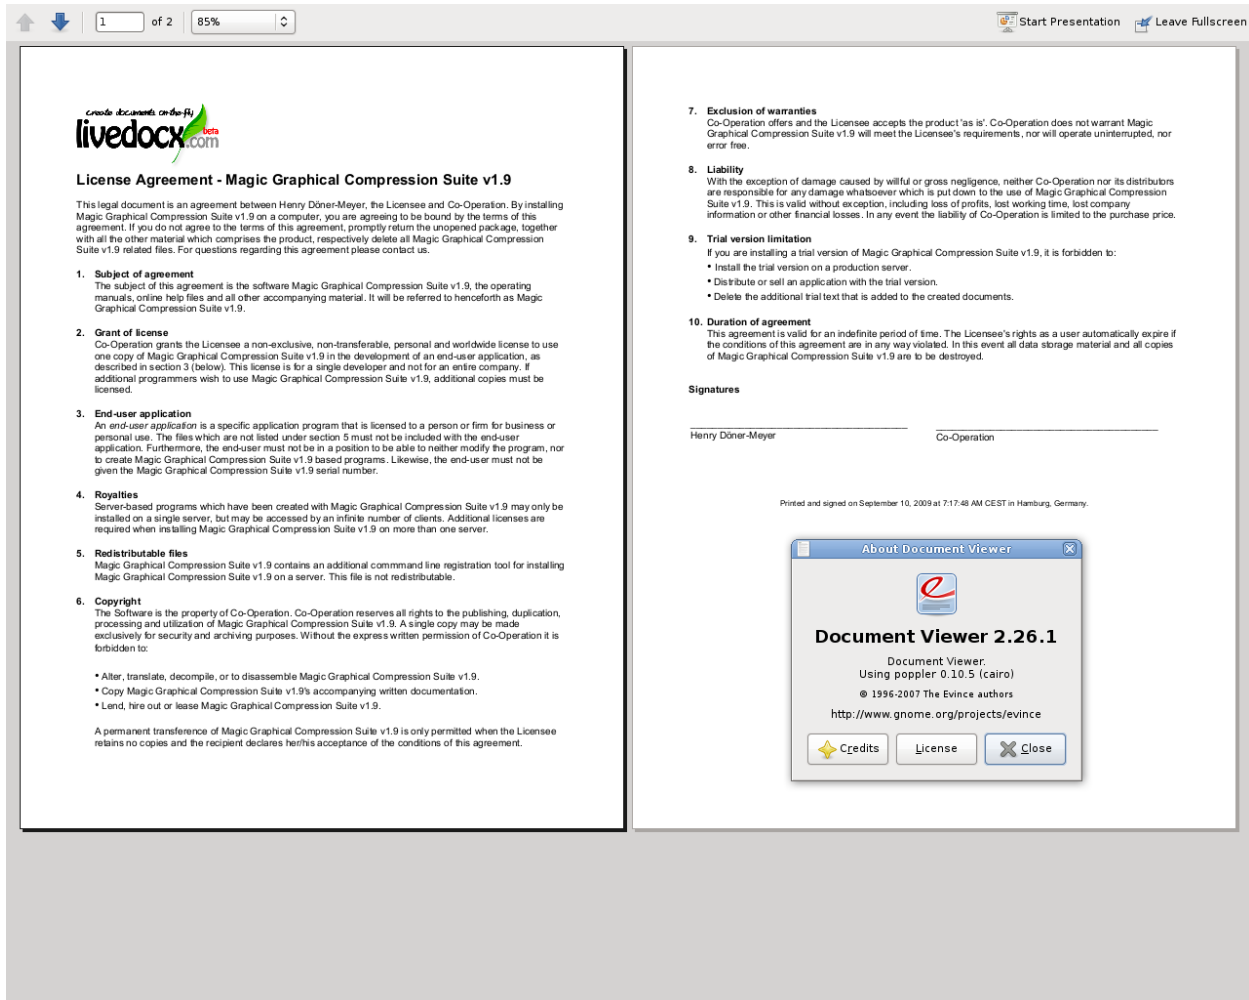 1 of 2 85% Start Presentation Leave Fullscreen
create documents on-the-fly
livedocx beta
.com
License Agreement - Magic Graphical Compression Suite v1.9
This legal document is an agreement between Henry Döner-Meyer, the Licensee and Co-Operation. By installing
Magic Graphical Compression Suite v1.9 on a computer, you are agreeing to be bound by the terms of this
agreement. If you do not agree to the terms of this agreement, promptly return the unopened package, together
with all the other material which comprises the product, respectively delete all Magic Graphical Compression
Suite v1.9 related files. For questions regarding this agreement please contact us.
1. Subject of agreement
The subject of this agreement is the software Magic Graphical Compression Suite v1.9, the operating
manuals, online help files and all other accompanying material. It will be referred to henceforth as Magic
Graphical Compression Suite v1.9.
2. Grant of license
Co-Operation grants the Licensee a non-exclusive, non-transferable, personal and worldwide license to use
one copy of Magic Graphical Compression Suite v1.9 in the development of an end-user application, as
described in section 3 (below). This license is for a single developer and not for an entire company. If
additional programmers wish to use Magic Graphical Compression Suite v1.9, additional copies must be
licensed.
3. End-user application
An end-user application is a specific application program that is licensed to a person or firm for business or
personal use. The files which are not listed under section 5 must not be included with the end-user
application. Furthermore, the end-user must not be in a position to be able to neither modify the program, nor
to create Magic Graphical Compression Suite v1.9 based programs. Likewise, the end-user must not be
given the Magic Graphical Compression Suite v1.9 serial number.
4. Royalties
Server-based programs which have been created with Magic Graphical Compression Suite v1.9 may only be
installed on a single server, but may be accessed by an infinite number of clients. Additional licenses are
required when installing Magic Graphical Compression Suite v1.9 on more than one server.
5. Redistributable files
Magic Graphical Compression Suite v1.9 contains an additional commmand line registration tool for installing
Magic Graphical Compression Suite v1.9 on a server. This file is not redistributable.
6. Copyright
The Software is the property of Co-Operation. Co-Operation reserves all rights to the publishing, duplication,
processing and utilization of Magic Graphical Compression Suite v1.9. A single copy may be made
exclusively for security and archiving purposes. Without the express written permission of Co-Operation it is
forbidden to:
• Alter, translate, decompile, or to disassemble Magic Graphical Compression Suite v1.9.
• Copy Magic Graphical Compression Suite v1.9's accompanying written documentation.
• Lend, hire out or lease Magic Graphical Compression Suite v1.9.
A permanent transference of Magic Graphical Compression Suite v1.9 is only permitted when the Licensee
retains no copies and the recipient declares her/his acceptance of the conditions of this agreement.
7. Exclusion of warranties
Co-Operation offers and the Licensee accepts the product 'as is'. Co-Operation does not warrant Magic
Graphical Compression Suite v1.9 will meet the Licensee's requirements, nor will operate uninterrupted, nor
error free.
8. Liability
With the exception of damage caused by willful or gross negligence, neither Co-Operation nor its distributors
are responsible for any damage whatsoever which is put down to the use of Magic Graphical Compression
Suite v1.9. This is valid without exception, including loss of profits, lost working time, lost company
information or other financial losses. In any event the liability of Co-Operation is limited to the purchase price.
9. Trial version limitation
If you are installing a trial version of Magic Graphical Compression Suite v1.9, it is forbidden to:
• Install the trial version on a production server.
• Distribute or sell an application with the trial version.
• Delete the additional trial text that is added to the created documents.
10. Duration of agreement
This agreement is valid for an indefinite period of time. The Licensee's rights as a user automatically expire if
the conditions of this agreement are in any way violated. In this event all data storage material and all copies
of Magic Graphical Compression Suite v1.9 are to be destroyed.
Signatures
Henry Döner-Meyer Co-Operation
Printed and signed on September 10, 2009 at 7:17:48 AM CEST in Hamburg, Germany.
About Document Viewer
Document Viewer 2.26.1
Document Viewer.
Using poppler 0.10.5 (cairo)
© 1996-2007 The Evince authors
http://www.gnome.org/projects/evince
Credits License Close